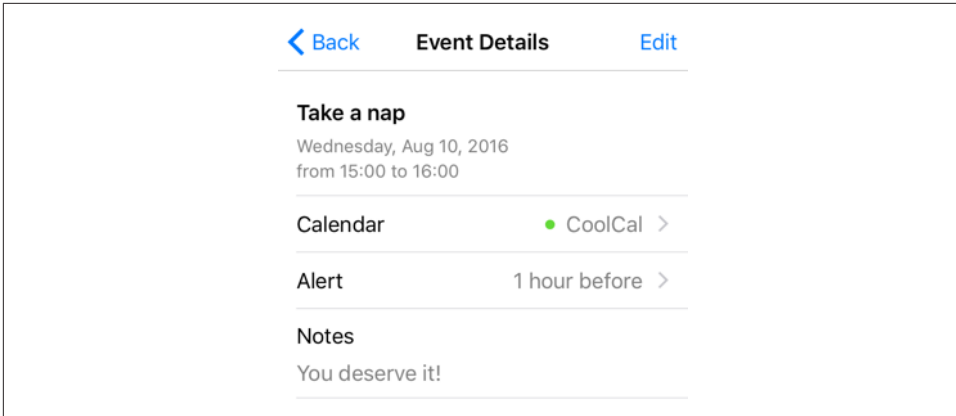 Back Event Details Edit
Take a nap
Wednesday, Aug 10, 2016
from 15:00 to 16:00
Calendar CoolCal
Alert 1 hour before
Notes
You deserve it!